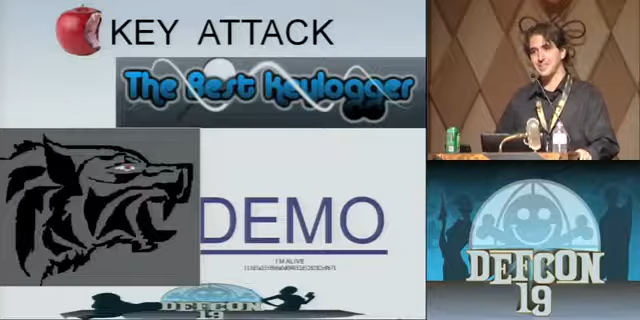 KEY ATTACK
The Best Keylogger
DEMO
I'M ALIVE
DEFCON
19
DEFCON
19